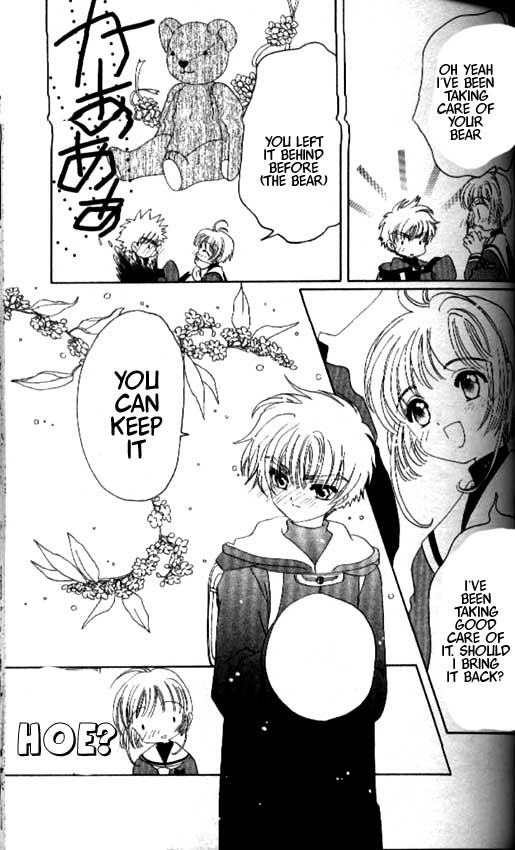 OH YEAH
I'VE BEEN
TAKING
CARE OF
YOUR
BEAR
YOU LEFT
IT BEHIND
BEFORE
(THE BEAR)
かあああぁ
I'VE
BEEN
TAKING
GOOD
CARE OF
IT. SHOULD
I BRING
IT BACK?
YOU
CAN
KEEP
IT
HOE?